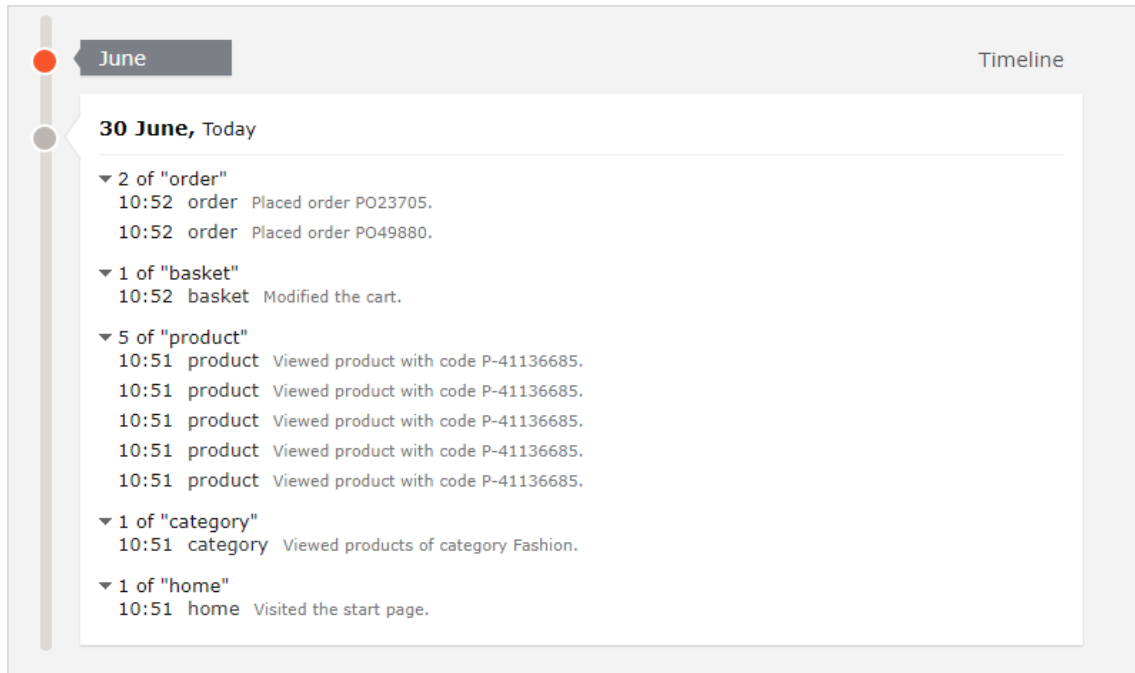 June
Timeline
30 June, Today
2 of "order"
10:52 order Placed order PO23705.
10:52 order Placed order PO49880.
1 of "basket"
10:52 basket Modified the cart.
5 of "product"
10:51 product Viewed product with code P-41136685.
10:51 product Viewed product with code P-41136685.
10:51 product Viewed product with code P-41136685.
10:51 product Viewed product with code P-41136685.
10:51 product Viewed product with code P-41136685.
1 of "category"
10:51 category Viewed products of category Fashion.
1 of "home"
10:51 home Visited the start page.